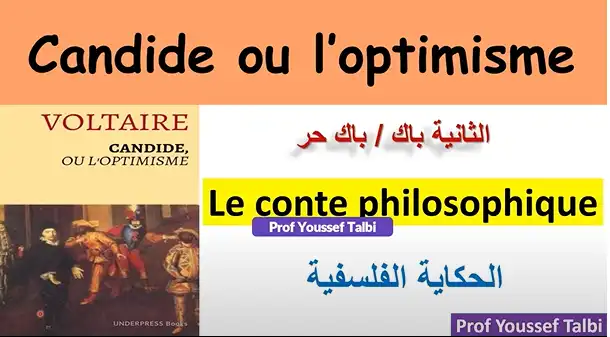 Candide ou l'optimisme
VOLTAIRE
CANDIDE,
OU L'OPTIMISME
UNDERPRESS Books
الثانية باك / باك حر
Le conte philosophique
Prof Youssef Talbi
الحكاية الفلسفية
Prof Youssef Talbi